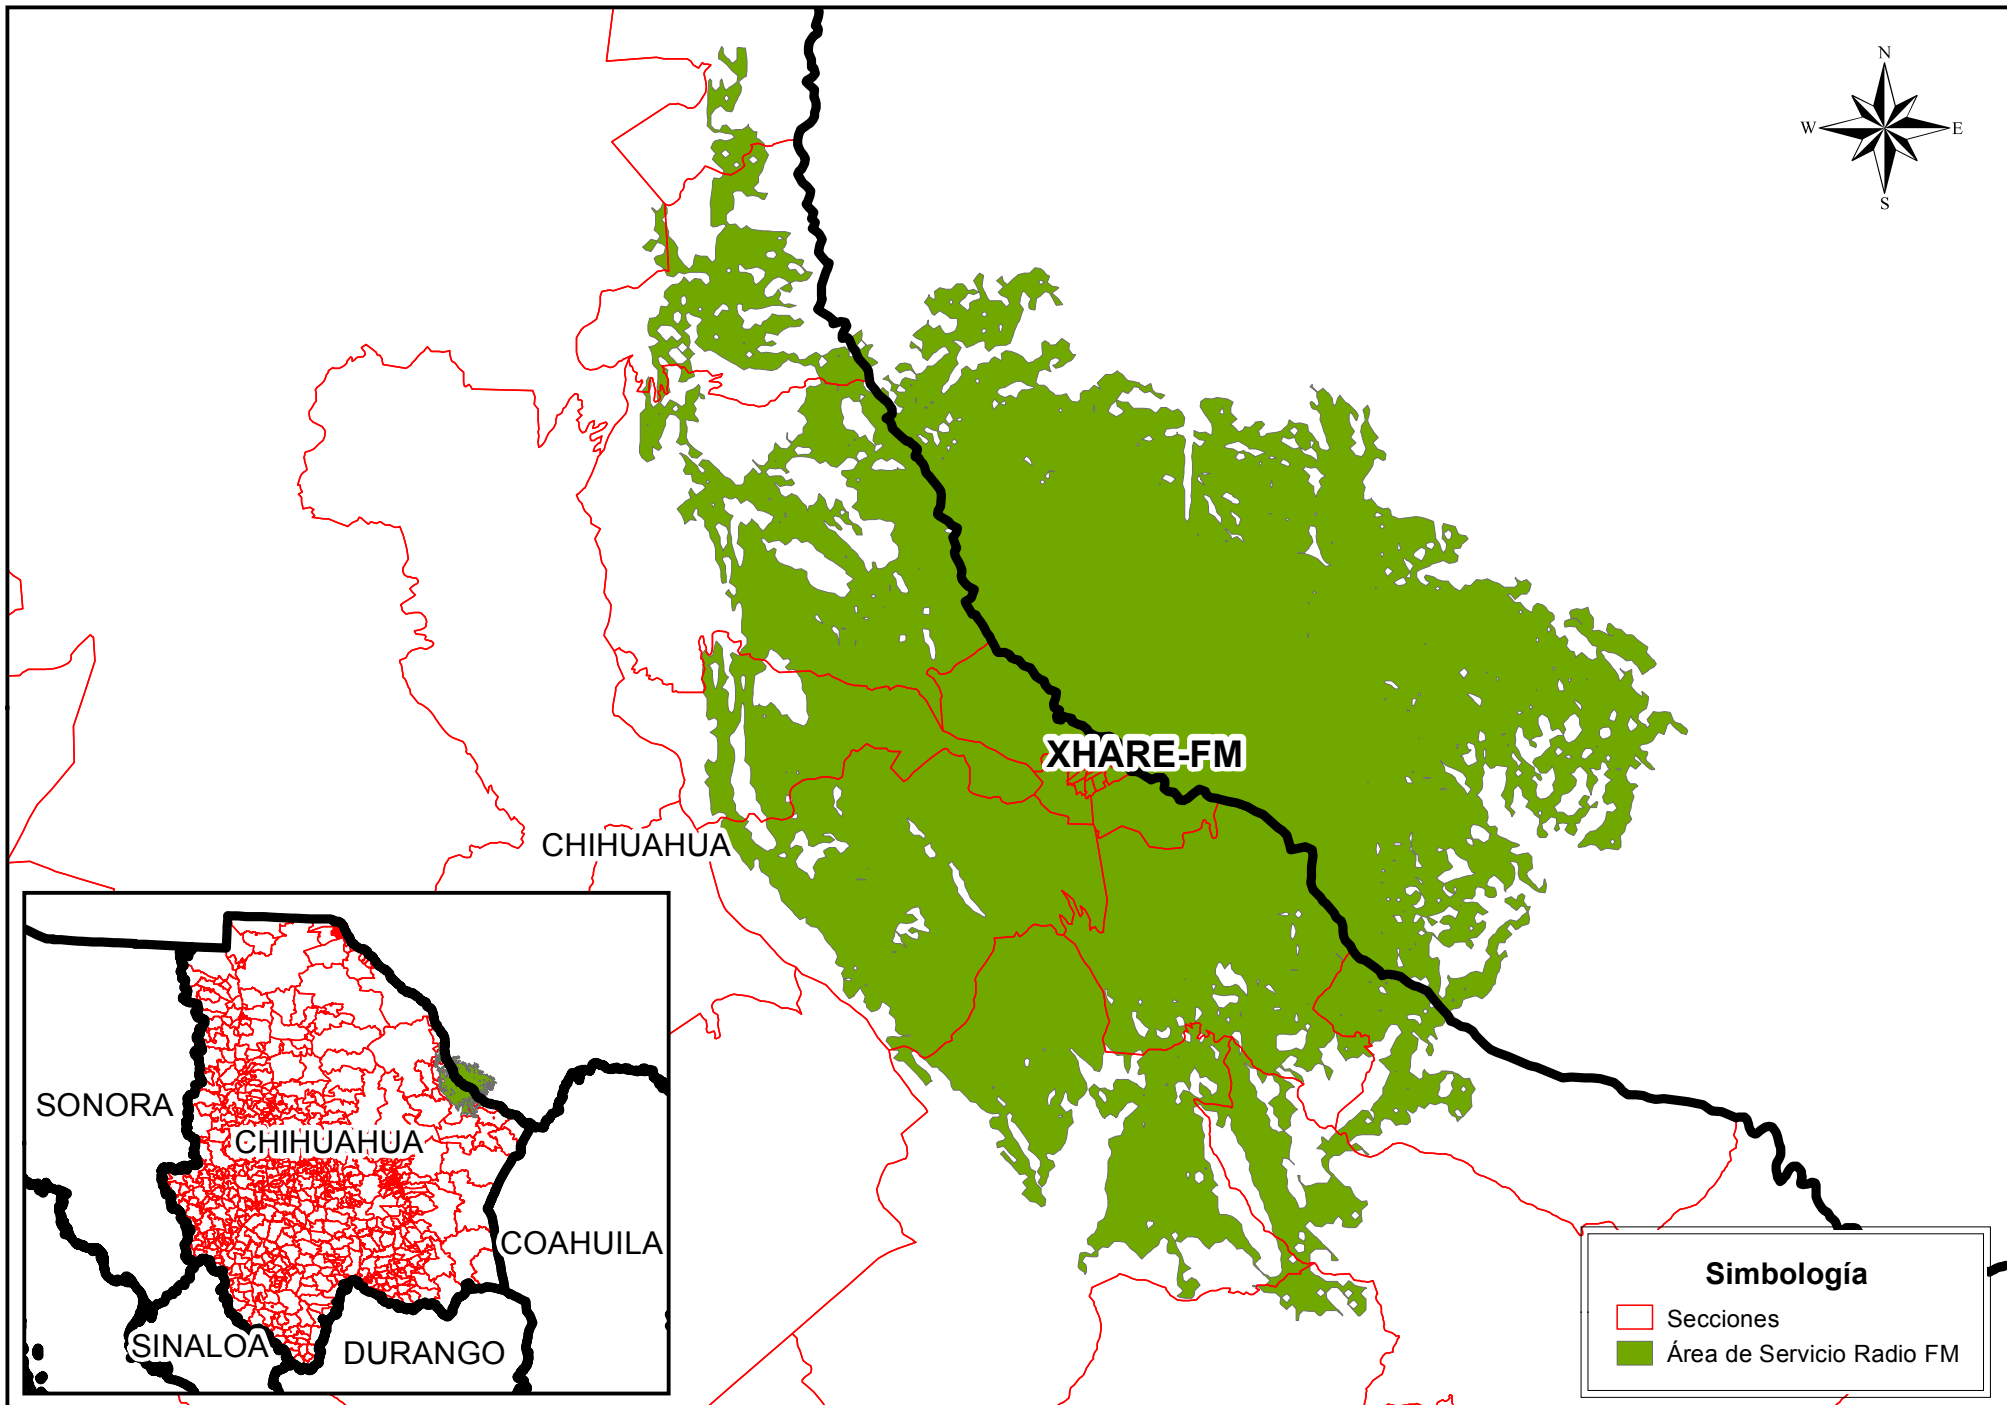 N
W
E
S
XHARE-FM
CHIHUAHUA
SONORA
CHIHUAHUA
COAHUILA
SINALOA
DURANGO
Simbología
Secciones
Área de Servicio Radio FM